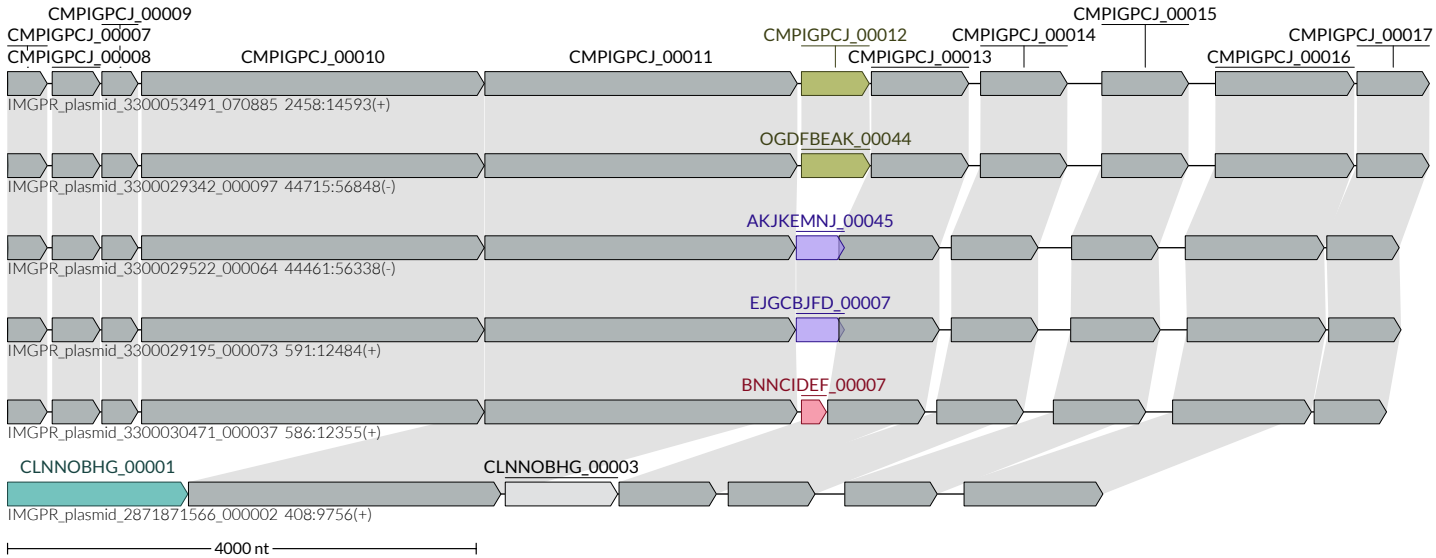 CMPIGPCJ_00009
CMPIGPCJ_00015
CMPIGPCJ_00007
CMPIGPCJ_00012
CMPIGPCJ_00014
CMPIGPCJ_00017
CMPIGPCJ_00008
CMPIGPCJ_00010
CMPIGPCJ_00011
CMPIGPCJ_00013
CMPIGPCJ_00016
IMGPR_plasmid_3300053491_070885 2458:14593(+)
OGDFBEAK_00044
IMGPR_plasmid_3300029342_000097 44715:56848(-)
AKJKEMNJ_00045
IMGPR_plasmid_3300029522_000064 44461:56338(-)
EJGCBJFD_00007
IMGPR_plasmid_3300029195_000073 591:12484(+)
BNNCIDEF_00007
IMGPR_plasmid_3300030471_000037 586:12355(+)
CLNNOBHG_00001
CLNNOBHG_00003
IMGPR_plasmid_2871871566_000002 408:9756(+)
4000 nt